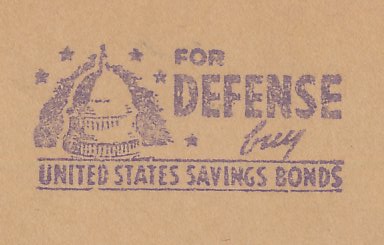 FOR
DEFENSE
buy
UNITED STATES SAVINGS BONDS